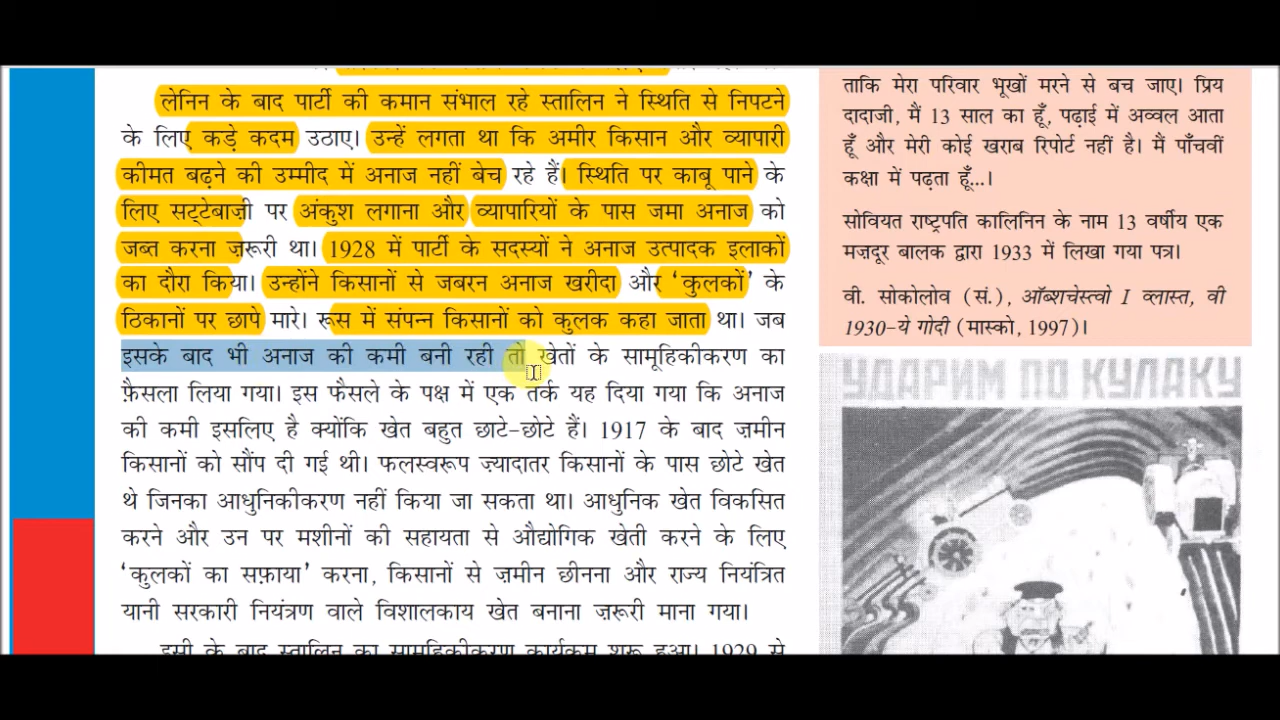 लेनिन के बाद पार्टी की कमान संभाल रहे स्तालिन ने स्थिति से निपटने
के लिए कड़े कदम उठाए। उन्हें लगता था कि अमीर किसान और व्यापारी
कीमत बढ़ने की उम्मीद में अनाज नहीं बेच रहे हैं। स्थिति पर काबू पाने के
लिए सट्टेबाज़ी पर अंकुश लगाना और व्यापारियों के पास जमा अनाज को
जब्त करना ज़रूरी था। 1928 में पार्टी के सदस्यों ने अनाज उत्पादक इलाकों
का दौरा किया। उन्होंने किसानों से जबरन अनाज खरीदा और ‘कुलकों’ के
ठिकानों पर छापे मारे। रूस में संपन्न किसानों को कुलक कहा जाता था। जब
इसके बाद भी अनाज की कमी बनी रही तो खेतों के सामूहिकीकरण का
फ़ैसला लिया गया। इस फैसले के पक्ष में एक तर्क यह दिया गया कि अनाज
की कमी इसलिए है क्योंकि खेत बहुत छाटे-छोटे हैं। 1917 के बाद ज़मीन
किसानों को सौंप दी गई थी। फलस्वरूप ज़्यादातर किसानों के पास छोटे खेत
थे जिनका आधुनिकीकरण नहीं किया जा सकता था। आधुनिक खेत विकसित
करने और उन पर मशीनों की सहायता से औद्योगिक खेती करने के लिए
‘कुलकों का सफ़ाया’ करना, किसानों से ज़मीन छीनना और राज्य नियंत्रित
यानी सरकारी नियंत्रण वाले विशालकाय खेत बनाना ज़रूरी माना गया।
इसी के बाद स्तालिन का सामूहिकीकरण कार्यक्रम शुरू हुआ। 1929 से
ताकि मेरा परिवार भूखों मरने से बच जाए। प्रिय
दादाजी, मैं 13 साल का हूँ, पढ़ाई में अव्वल आता
हूँ और मेरी कोई खराब रिपोर्ट नहीं है। मैं पाँचवीं
कक्षा में पढ़ता हूँ...।
सोवियत राष्ट्रपति कालिनिन के नाम 13 वर्षीय एक
मज़दूर बालक द्वारा 1933 में लिखा गया पत्र।
वी. सोकोलोव (सं.), ऑब्शचेस्त्वो I व्लास्त, वी
1930-ये गोदी (मास्को, 1997)।
УДАРИМ ПО КУЛАКУ